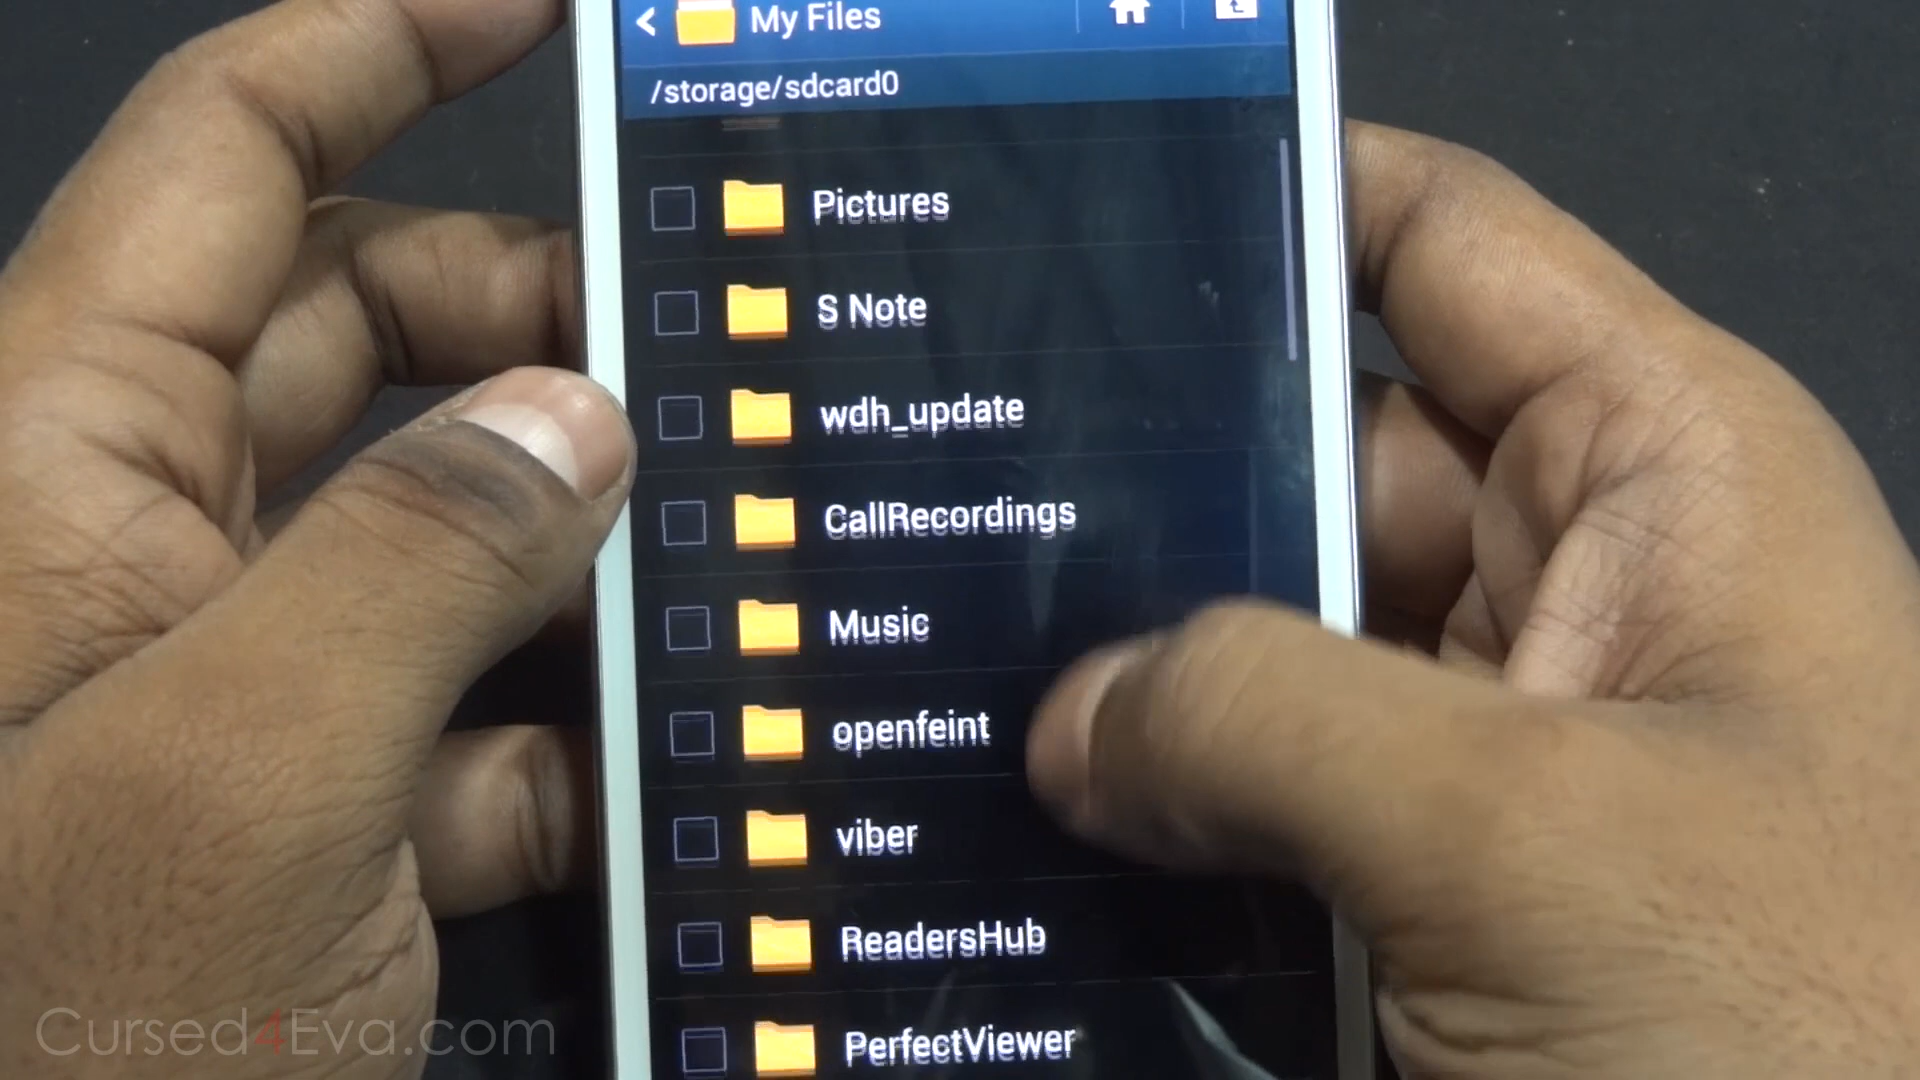 My Files
/storage/sdcard0
Pictures
S Note
wdh_update
CallRecordings
Music
openfeint
viber
ReadersHub
PerfectViewer
Cursed4Eva.com